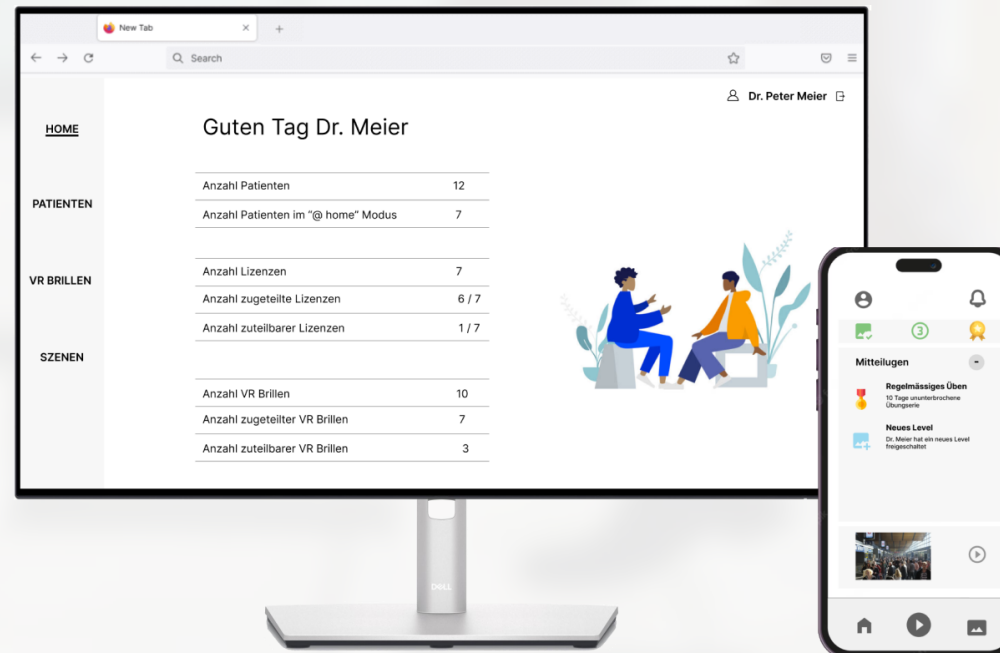 New Tab
Search
Dr. Peter Meier
HOME
PATIENTEN
VR BRILLEN
SZENEN
Guten Tag Dr. Meier
Anzahl Patienten 12
Anzahl Patienten im “@ home” Modus 7
Anzahl Lizenzen 7
Anzahl zugeteilte Lizenzen 6 / 7
Anzahl zuteilbarer Lizenzen 1 / 7
Anzahl VR Brillen 10
Anzahl zugeteilter VR Brillen 7
Anzahl zuteilbarer VR Brillen 3
DELL
3
Mitteilugen
Regelmässiges Üben
10 Tage ununterbrochene
Übungserie
Neues Level
Dr. Meier hat ein neues Level
freigeschaltet